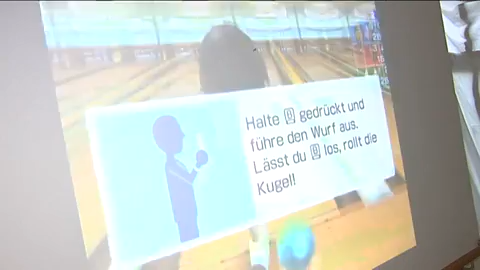 Halte B gedrückt und
führe den Wurf aus.
Lässt du B los, rollt die
Kugel!